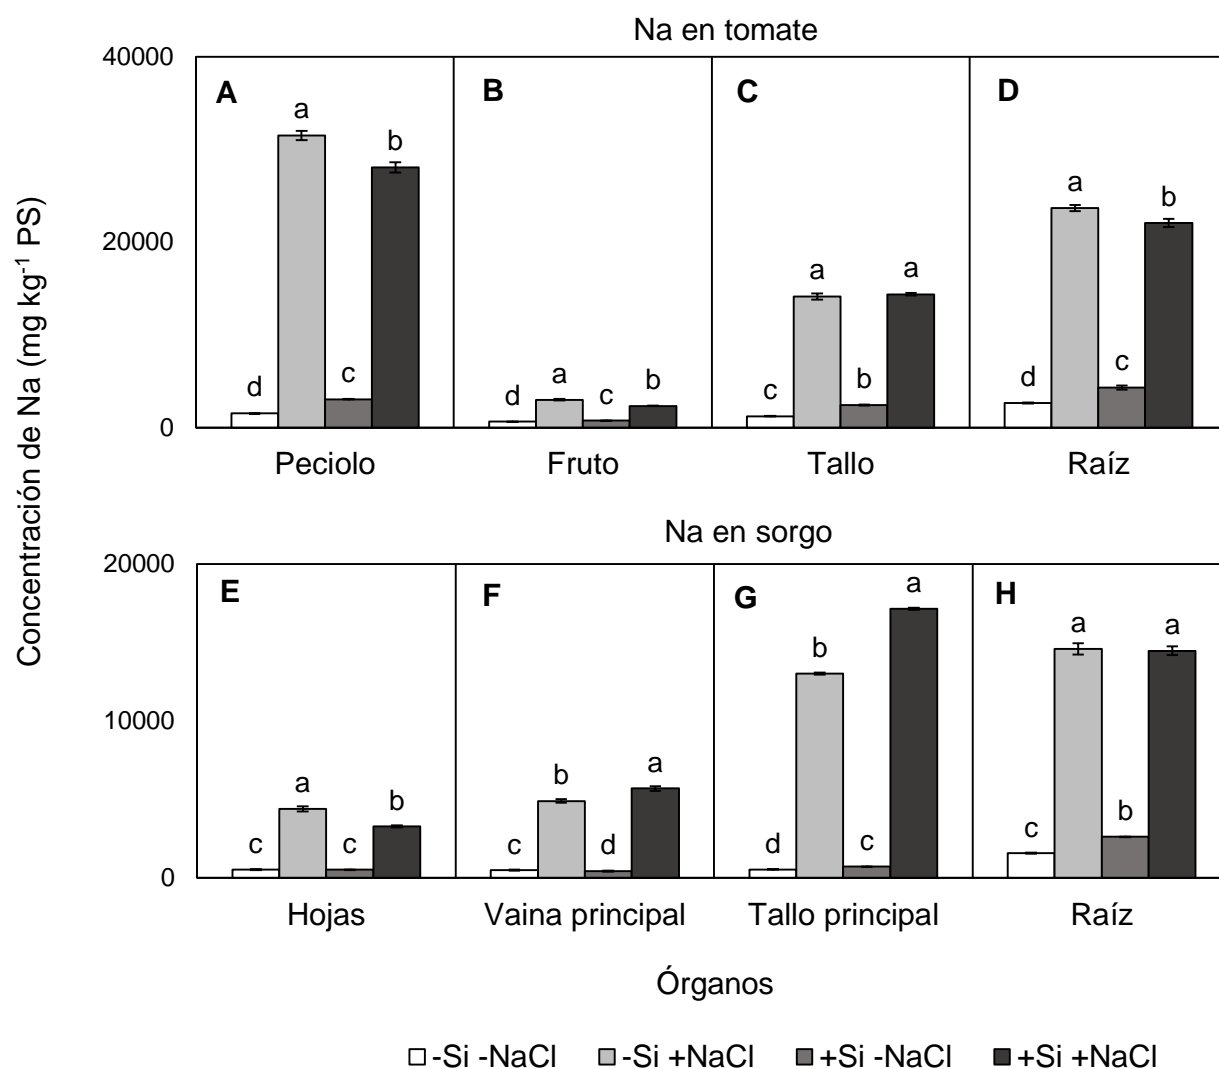 Na en tomate
Concentración de Na (mg kg⁻¹ PS)
40000
20000
0
A
a
b
c
d
B
d
a
c
b
C
c
a
b
a
D
d
a
c
b
Peciolo
Fruto
Tallo
Raíz
Na en sorgo
20000
10000
0
E
c
a
c
b
F
c
b
d
a
G
d
b
c
a
H
c
a
b
a
Hojas
Vaina principal
Tallo principal
Raíz
Órganos
-Si -NaCl -Si +NaCl +Si -NaCl +Si +NaCl